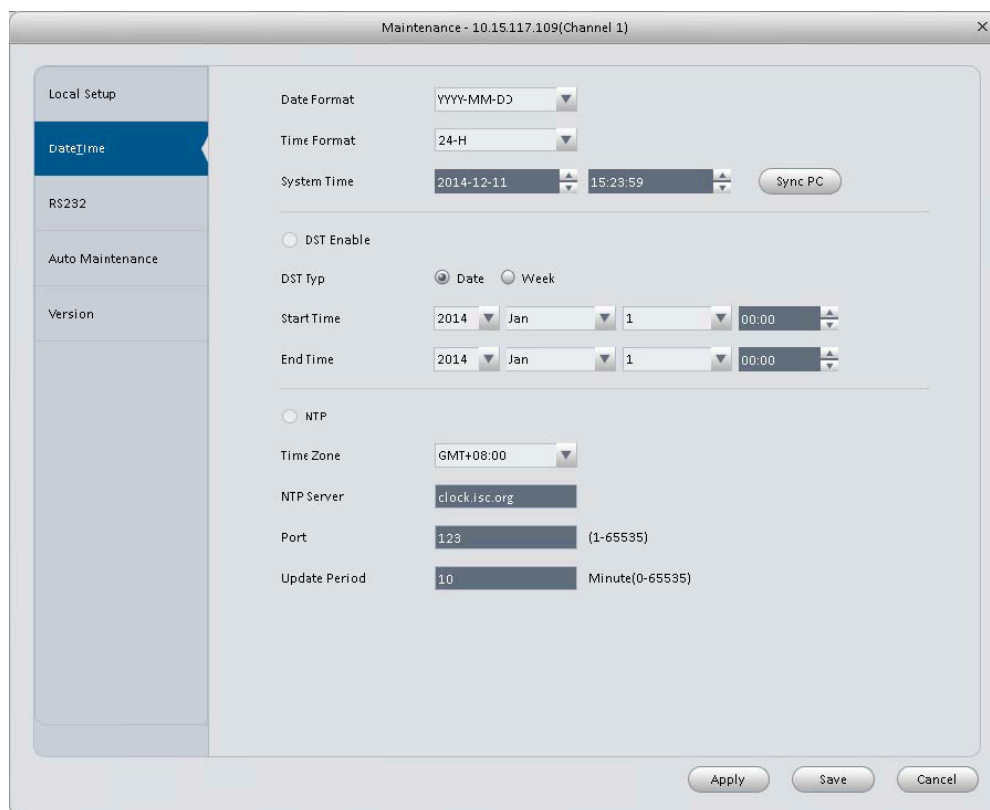 Maintenance - 10.15.117.109(Channel 1)
Local Setup
DateTime
RS232
Auto Maintenance
Version
Date Format YYYY-MM-DD
Time Format 24-H
System Time 2014-12-11 15:23:59 Sync PC
DST Enable
DST Typ Date Week
Start Time 2014 Jan 1 00:00
End Time 2014 Jan 1 00:00
NTP
Time Zone GMT+08:00
NTP Server clock.isc.org
Port 123 (1-65535)
Update Period 10 Minute(0-65535)
Apply Save Cancel